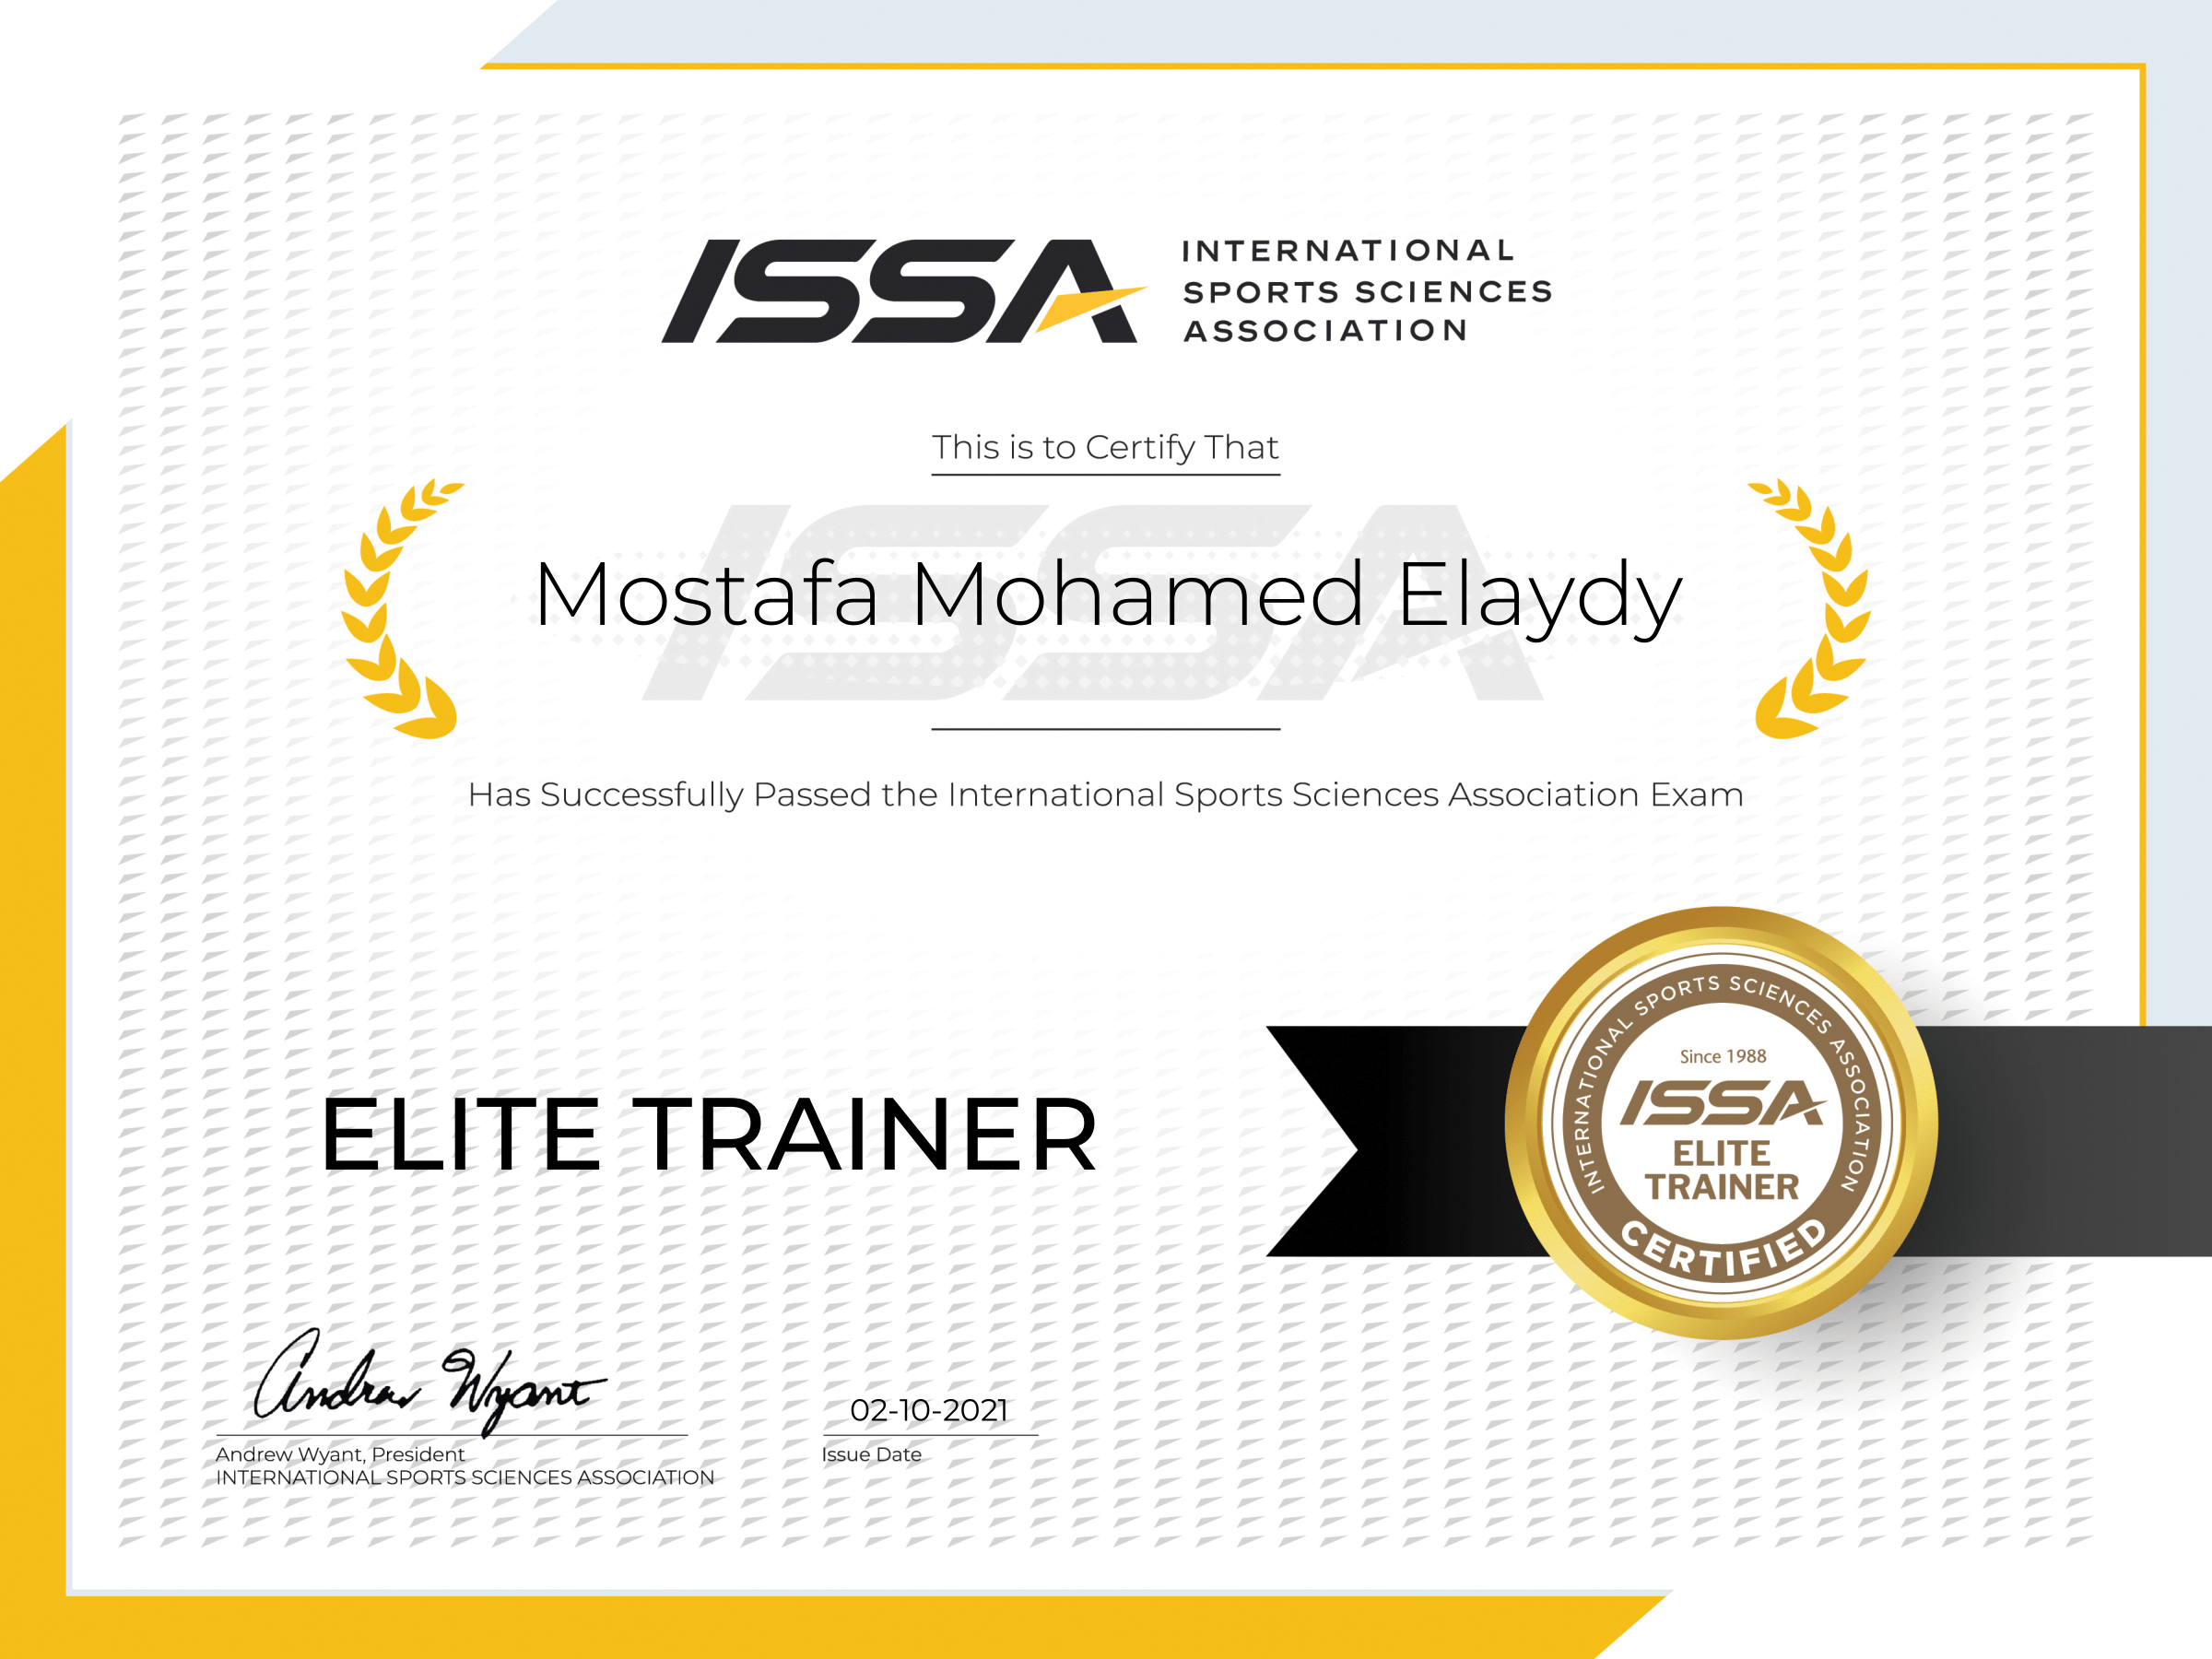 ISSA
INTERNATIONAL
SPORTS SCIENCES
ASSOCIATION
This is to Certify That
ISSA
Mostafa Mohamed Elaydy
Has Successfully Passed the International Sports Sciences Association Exam
INTERNATIONAL SPORTS SCIENCES ASSOCIATION
Since 1988
ISSA
ELITE
TRAINER
CERTIFIED
ELITE TRAINER
Andrew Wyant
02-10-2021
Andrew Wyant, President
Issue Date
INTERNATIONAL SPORTS SCIENCES ASSOCIATION